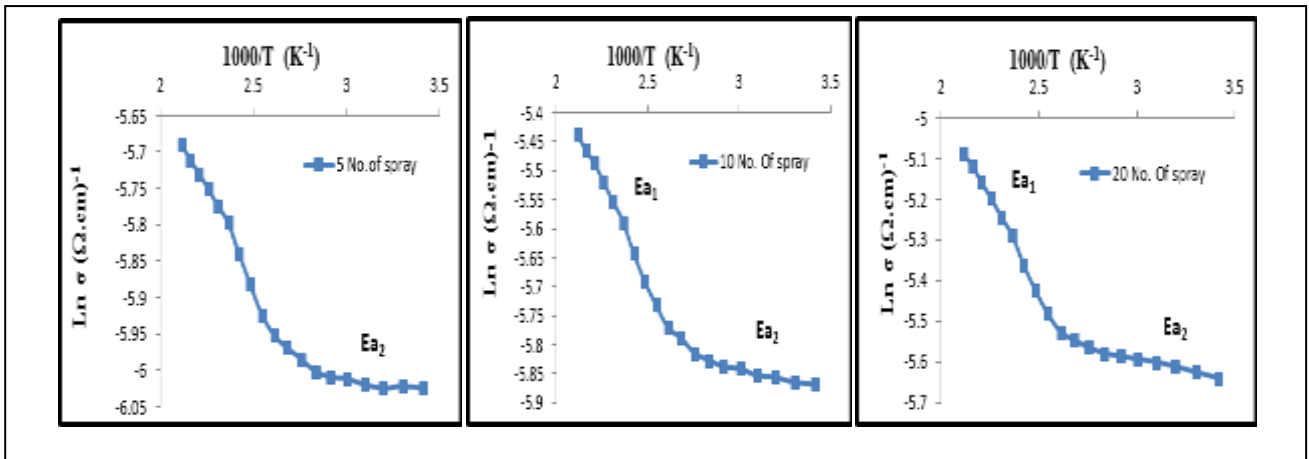 1000/T (K-1)
2 2.5 3 3.5
-5.65
-5.7
-5.75
-5.8
-5.85
-5.9
-5.95
-6
-6.05
Ln σ (Ω.cm)-1
5 No.of spray
Ea2
1000/T (K-1)
2 2.5 3 3.5
-5.4
-5.45
-5.5
-5.55
-5.6
-5.65
-5.7
-5.75
-5.8
-5.85
-5.9
Ln σ (Ω.cm)-1
10 No. Of spray
Ea1
Ea2
1000/T (K-1)
2 2.5 3 3.5
-5
-5.1
-5.2
-5.3
-5.4
-5.5
-5.6
-5.7
Ln σ (Ω.cm)-1
20 No. Of spray
Ea1
Ea2